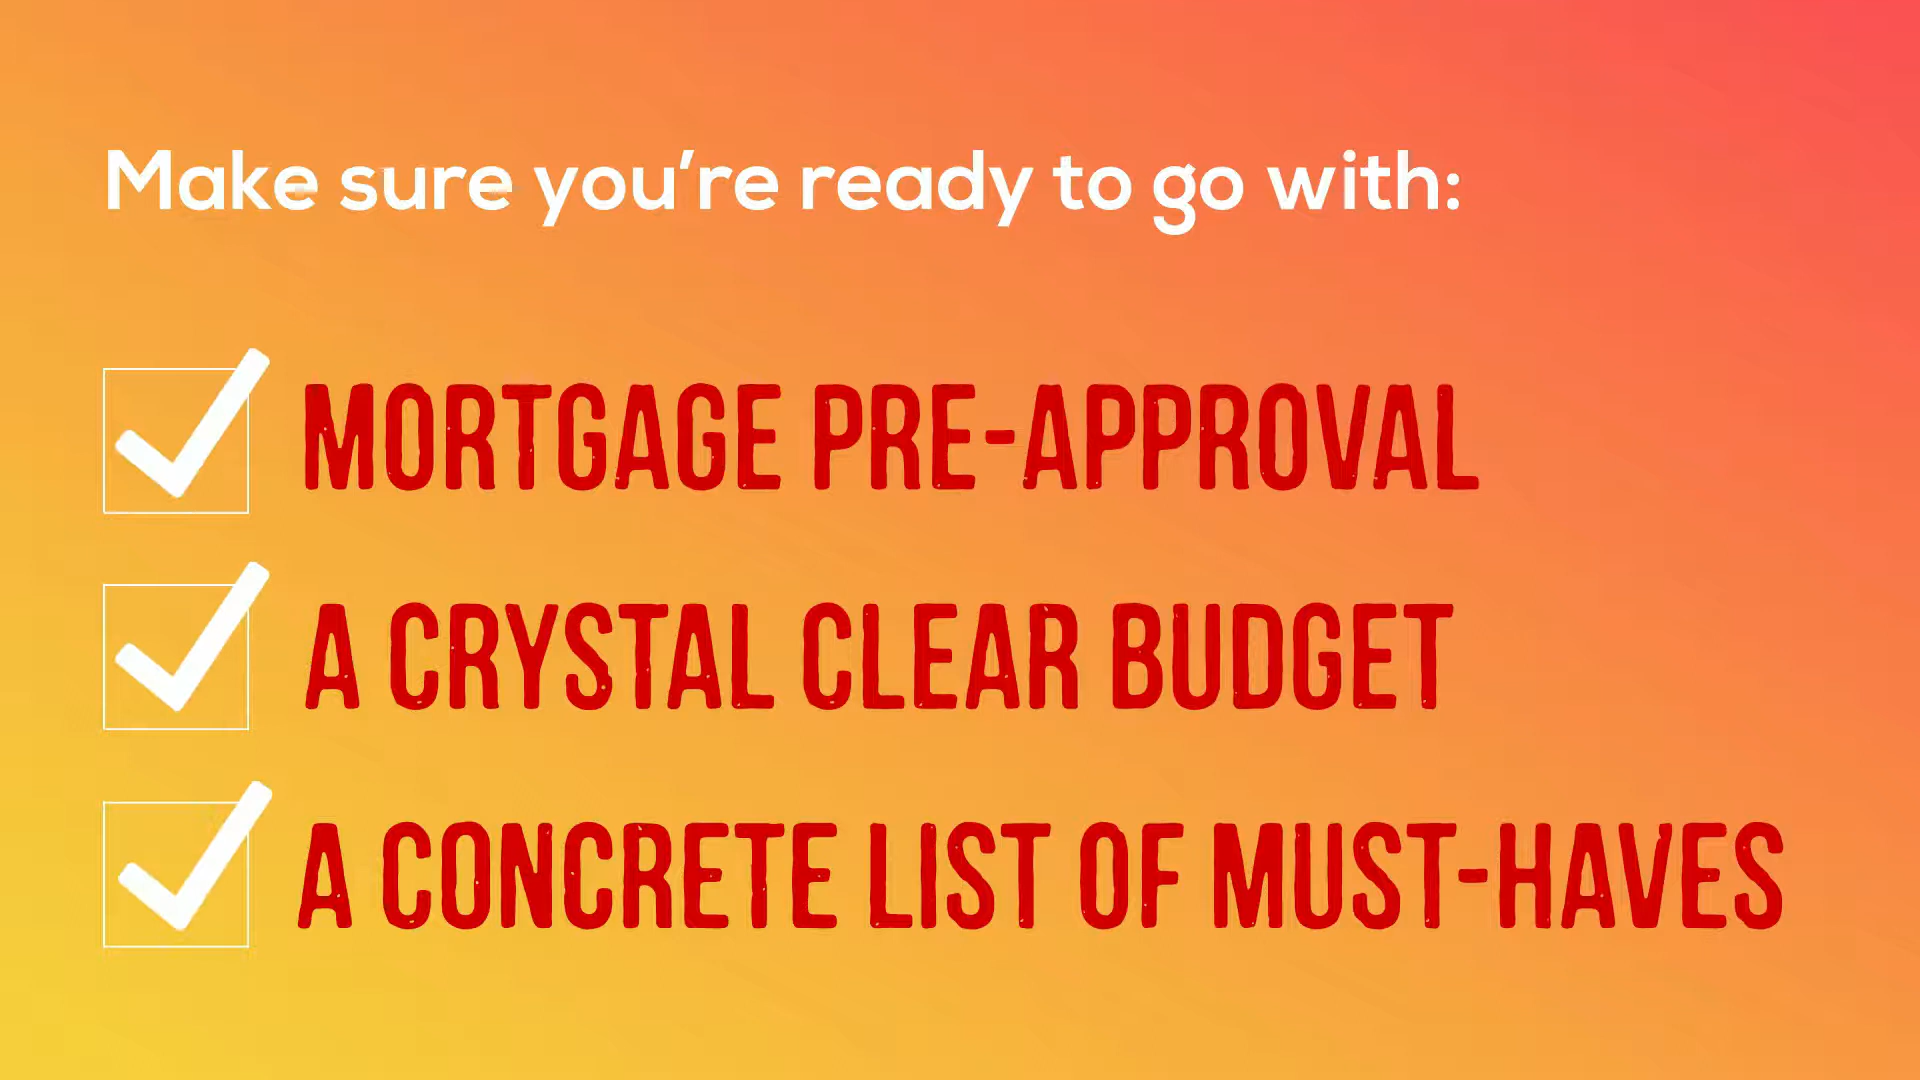 Make sure you’re ready to go with:
MORTGAGE PRE-APPROVAL
A CRYSTAL CLEAR BUDGET
A CONCRETE LIST OF MUST-HAVES